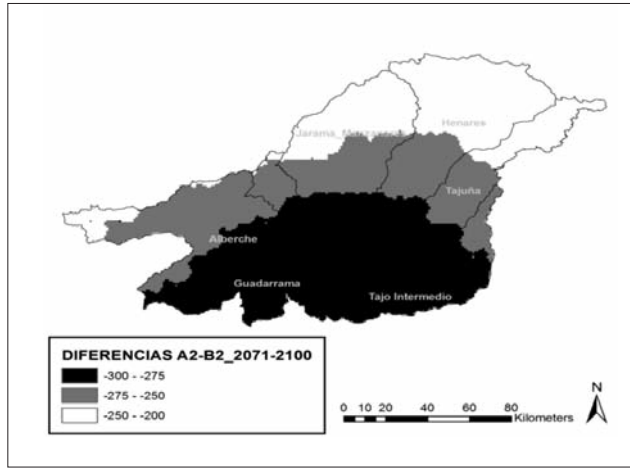 Jarama_Manzanares
Henares
Tajuña
Alberche
Guadarrama
Tajo Intermedio
DIFERENCIAS A2-B2_2071-2100
-300 - -275
-275 - -250
-250 - -200
N
0 10 20 40 60 80
Kilometers